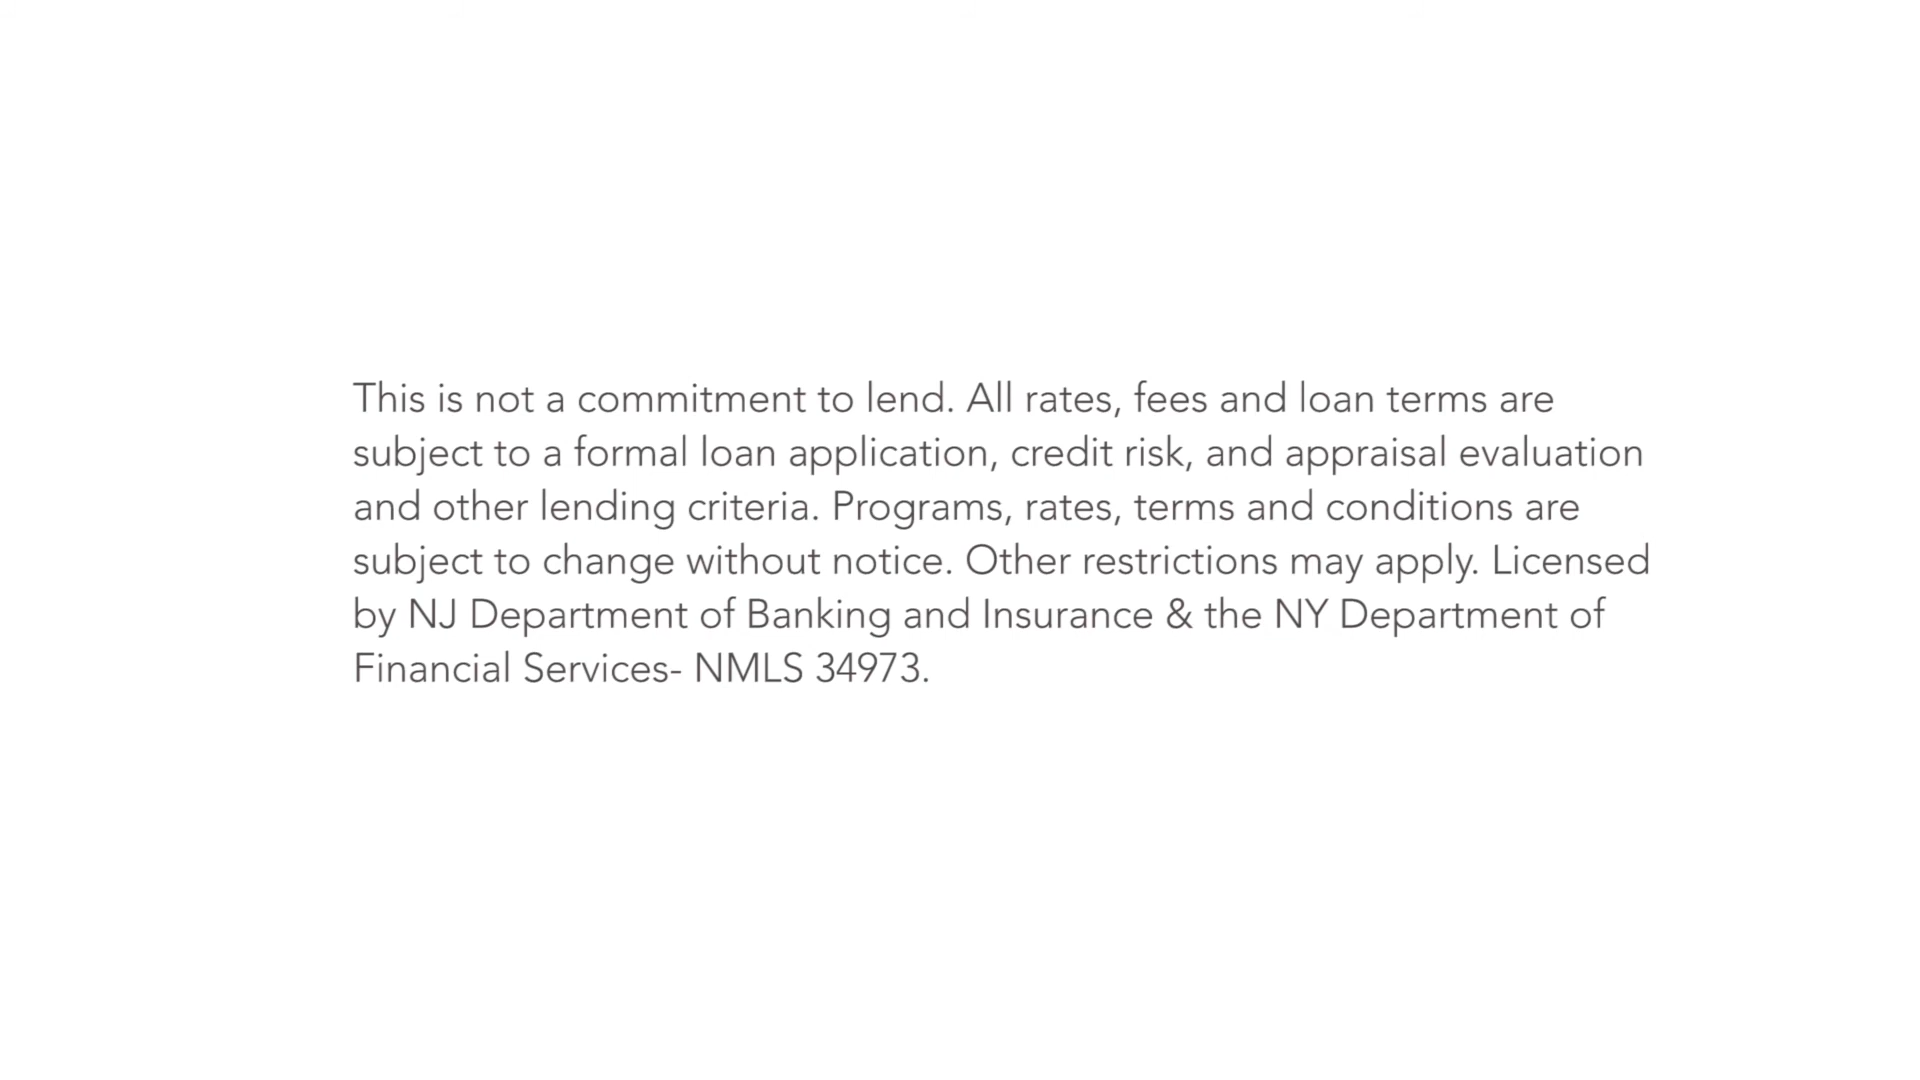 This is not a commitment to lend. All rates, fees and loan terms are
subject to a formal loan application, credit risk, and appraisal evaluation
and other lending criteria. Programs, rates, terms and conditions are
subject to change without notice. Other restrictions may apply. Licensed
by NJ Department of Banking and Insurance & the NY Department of
Financial Services- NMLS 34973.